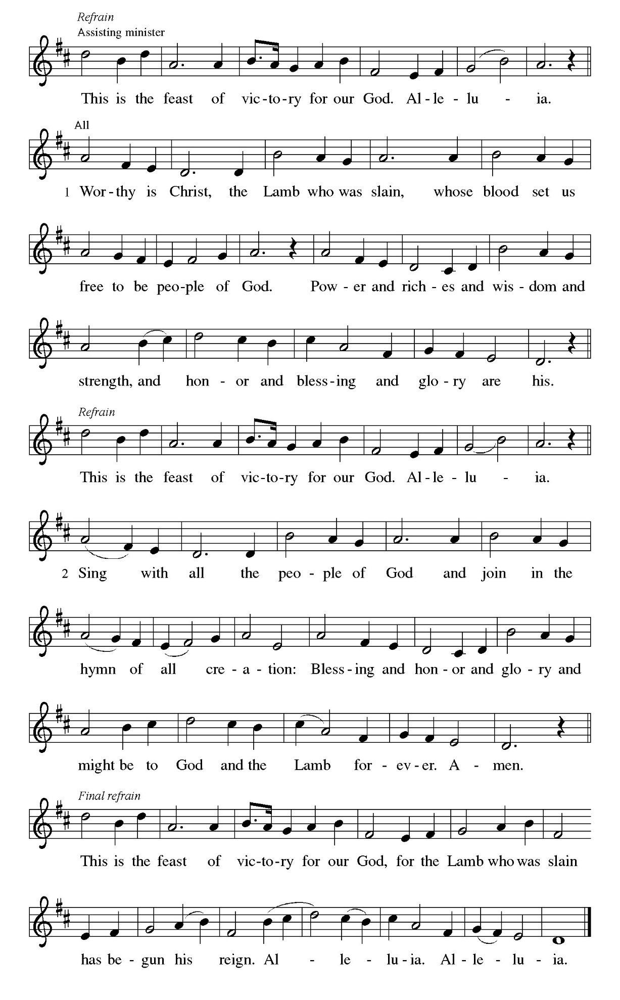 Refrain
Assisting minister
This is the feast of vic-to-ry for our God. Al-le-lu-ia.
All
1 Wor-thy is Christ, the Lamb who was slain, whose blood set us
free to be peo-ple of God. Pow-er and rich-es and wis-dom and
strength, and hon-or and bless-ing and glo-ry are his.
Refrain
This is the feast of vic-to-ry for our God. Al-le-lu-ia.
2 Sing with all the peo-ple of God and join in the
hymn of all cre-a-tion: Bless-ing and hon-or and glo-ry and
might be to God and the Lamb for-ev-er. A-men.
Final refrain
This is the feast of vic-to-ry for our God, for the Lamb who was slain
has be-gun his reign. Al-le-lu-ia. Al-le-lu-ia.